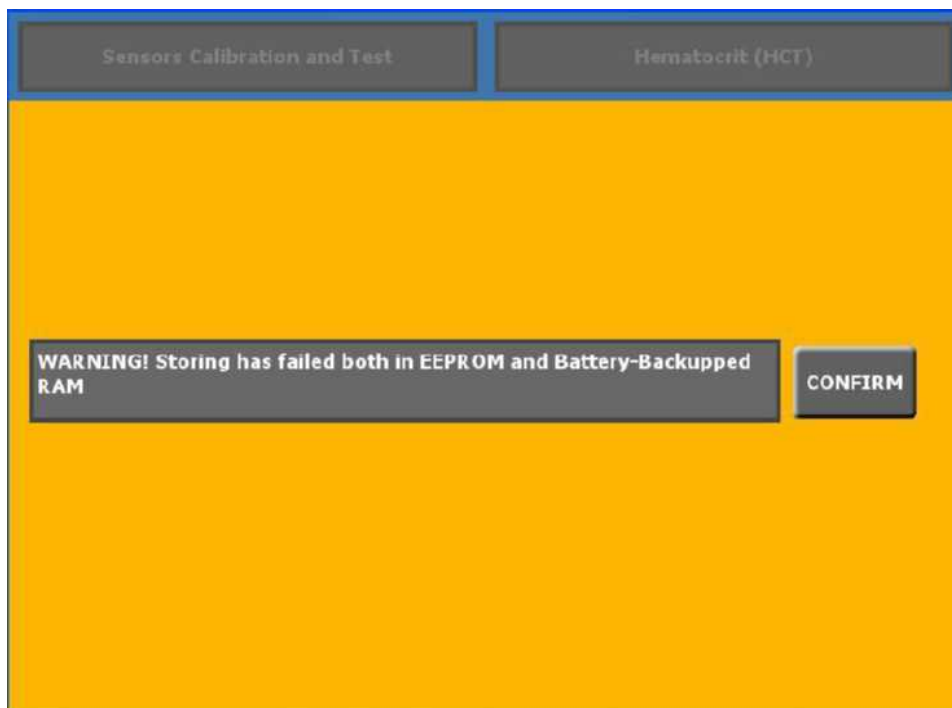 Sensors Calibration and Test
Hematocrit (HCT)
WARNING! Storing has failed both in EEPROM and Battery-Backupped
RAM
CONFIRM